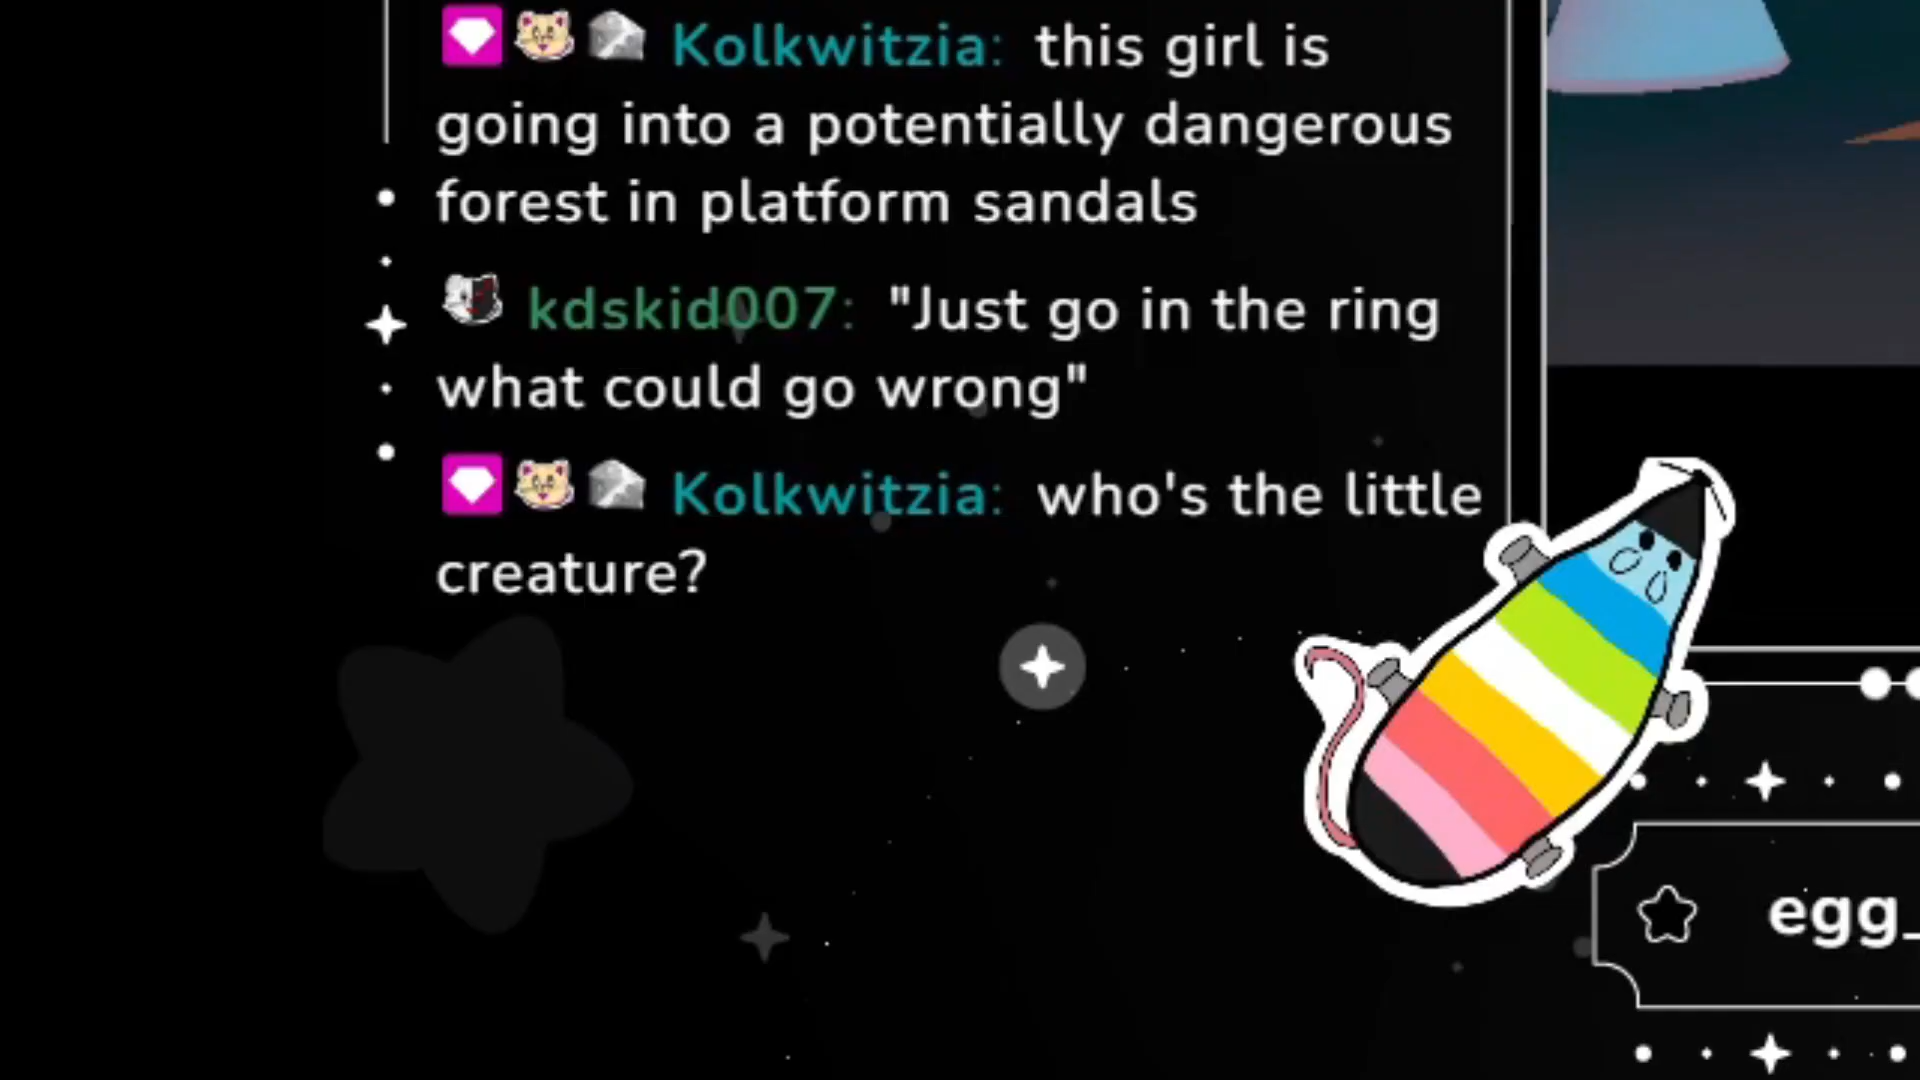 Kolkwitzia: this girl is
going into a potentially dangerous
forest in platform sandals
kdskid007: "Just go in the ring
what could go wrong"
Kolkwitzia: who's the little
creature?
egg_